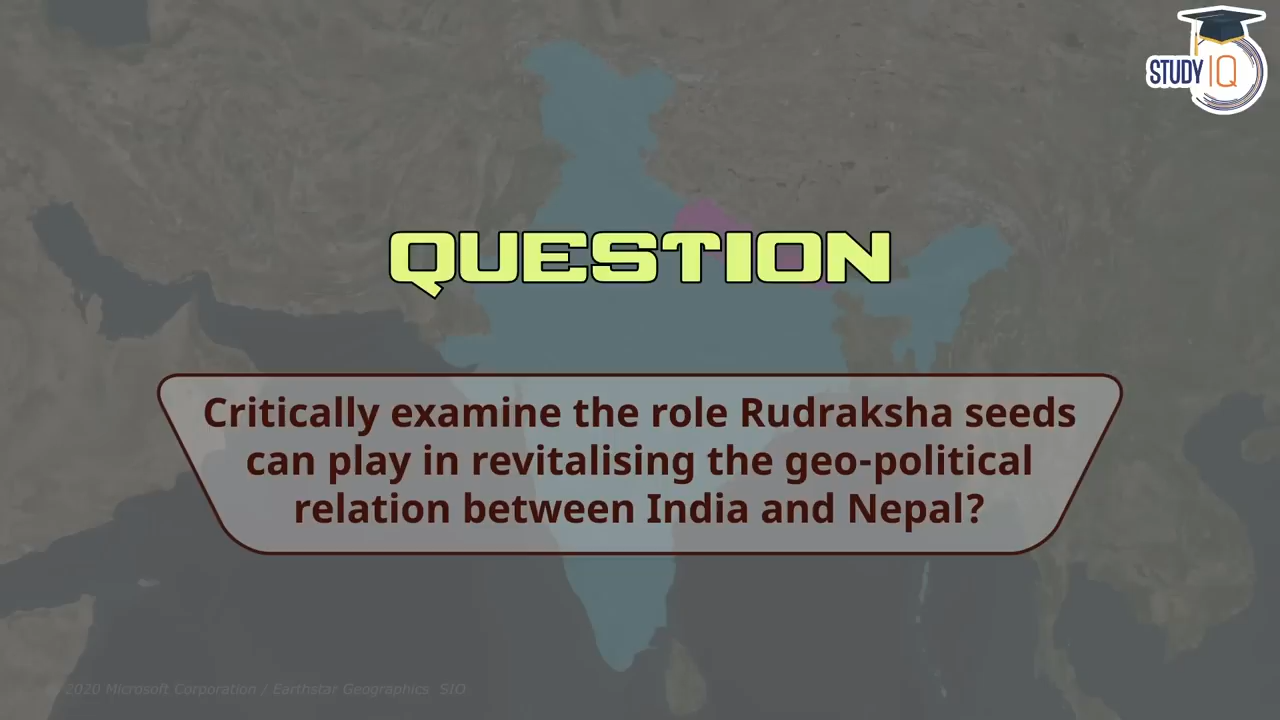 STUDY IQ
QUESTION
Critically examine the role Rudraksha seeds
can play in revitalising the geo-political
relation between India and Nepal?
2020 Microsoft Corporation / Earthstar Geographics SIO